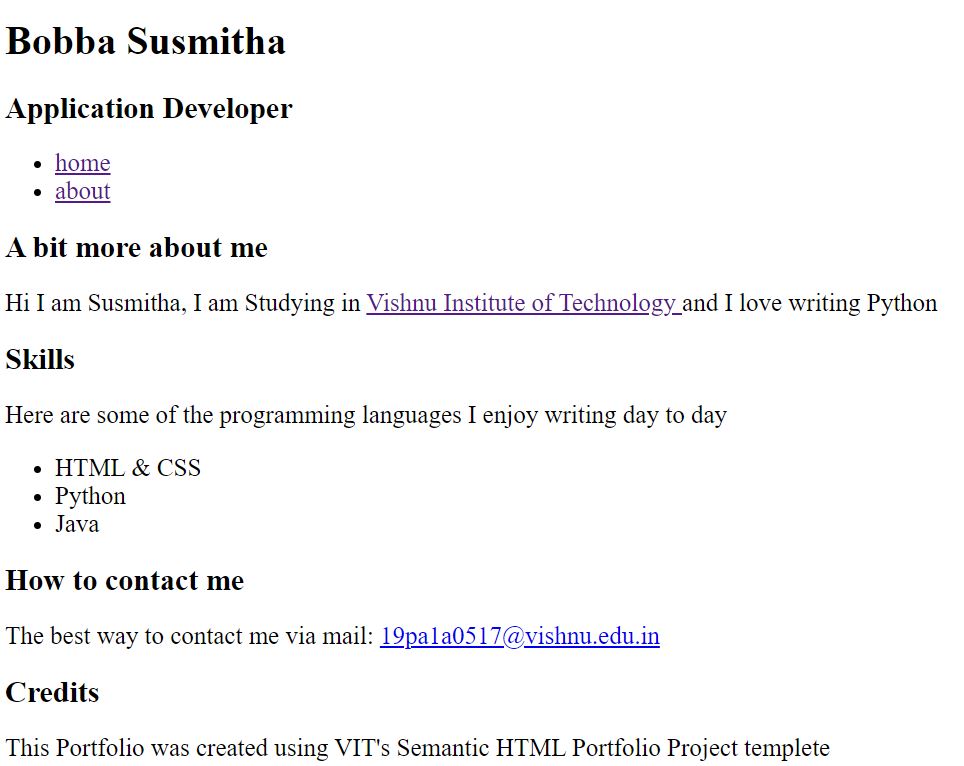 Bobba Susmitha
Application Developer
home
about
A bit more about me
Hi I am Susmitha, I am Studying in Vishnu Institute of Technology and I love writing Python
Skills
Here are some of the programming languages I enjoy writing day to day
HTML & CSS
Python
Java
How to contact me
The best way to contact me via mail: 19pa1a0517@vishnu.edu.in
Credits
This Portfolio was created using VIT's Semantic HTML Portfolio Project templete